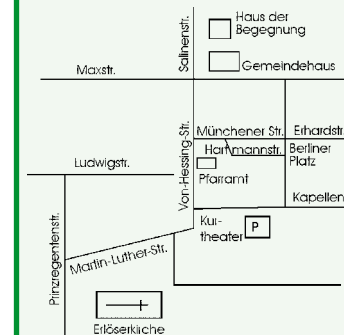 Haus der
Begegnung
Salinenstr.
Gemeindehaus
Maxstr.
Münchener Str.
Erhardstr.
Hartmannstr.
Berliner
Platz
Von-Hessing-Str.
Ludwigstr.
Pfarramt
Kapellen
Kur-
theater
P
Prinzregentenstr.
Martin-Luther-Str.
Erlöserkirche